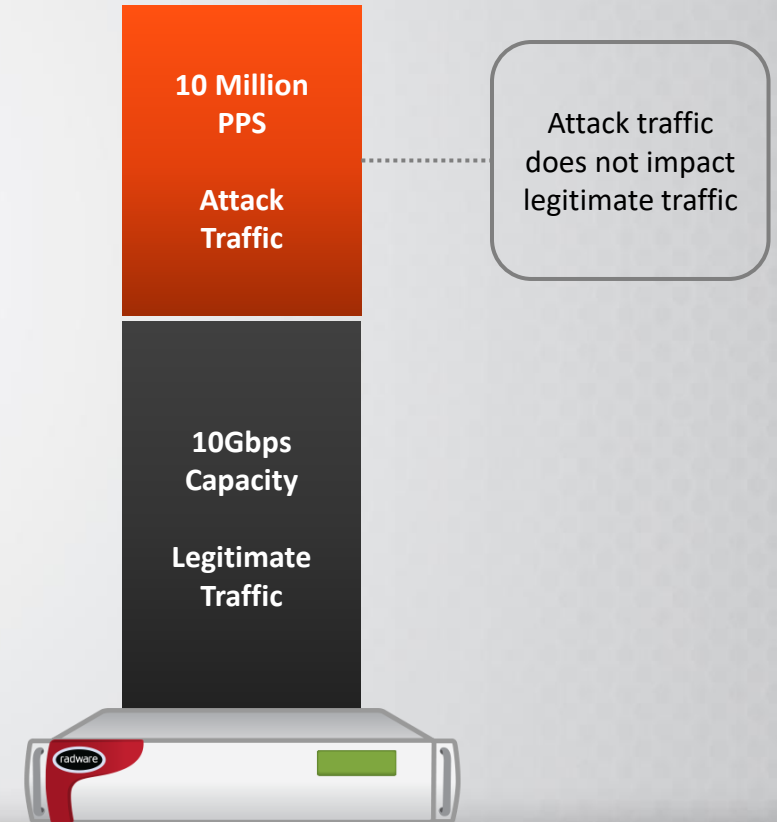 10 Million
PPS
Attack
Traffic
Attack traffic
does not impact
legitimate traffic
10Gbps
Capacity
Legitimate
Traffic
radware